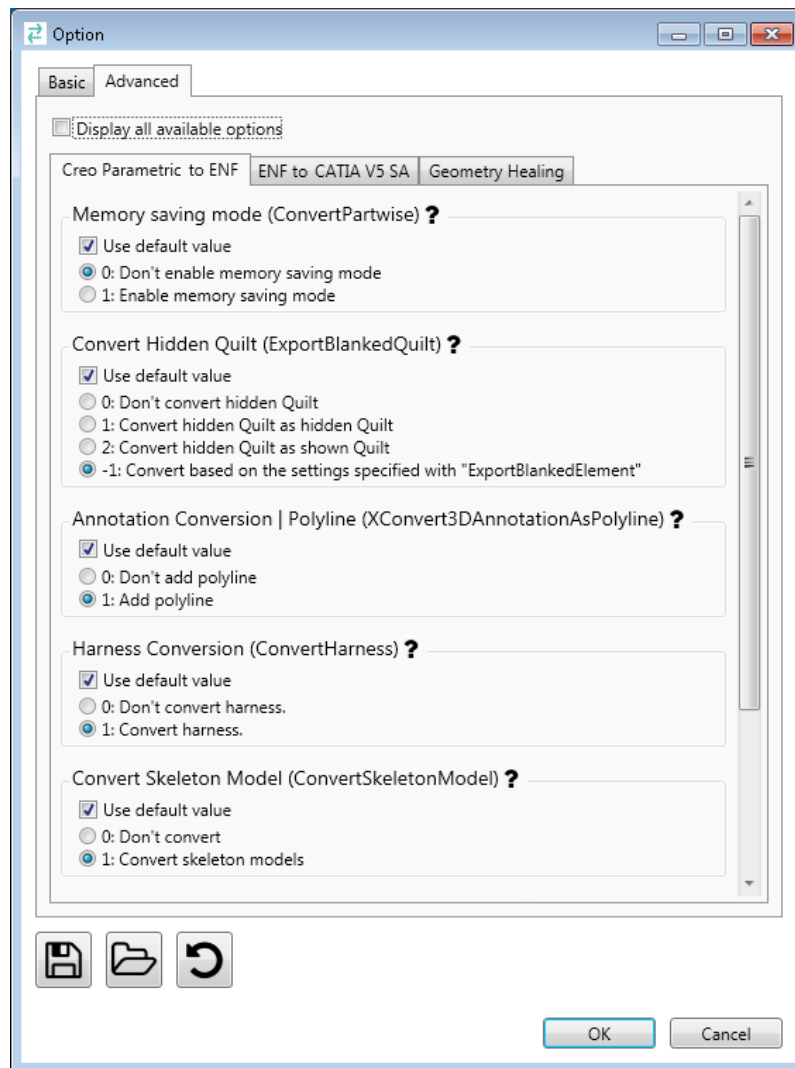 Option
Basic Advanced
Display all available options
Creo Parametric to ENF ENF to CATIA V5 SA Geometry Healing
Memory saving mode (ConvertPartwise) ?
Use default value
0: Don't enable memory saving mode
1: Enable memory saving mode
Convert Hidden Quilt (ExportBlankedQuilt) ?
Use default value
0: Don't convert hidden Quilt
1: Convert hidden Quilt as hidden Quilt
2: Convert hidden Quilt as shown Quilt
-1: Convert based on the settings specified with "ExportBlankedElement"
Annotation Conversion | Polyline (XConvert3DAnnotationAsPolyline) ?
Use default value
0: Don't add polyline
1: Add polyline
Harness Conversion (ConvertHarness) ?
Use default value
0: Don't convert harness.
1: Convert harness.
Convert Skeleton Model (ConvertSkeletonModel) ?
Use default value
0: Don't convert
1: Convert skeleton models
OK Cancel